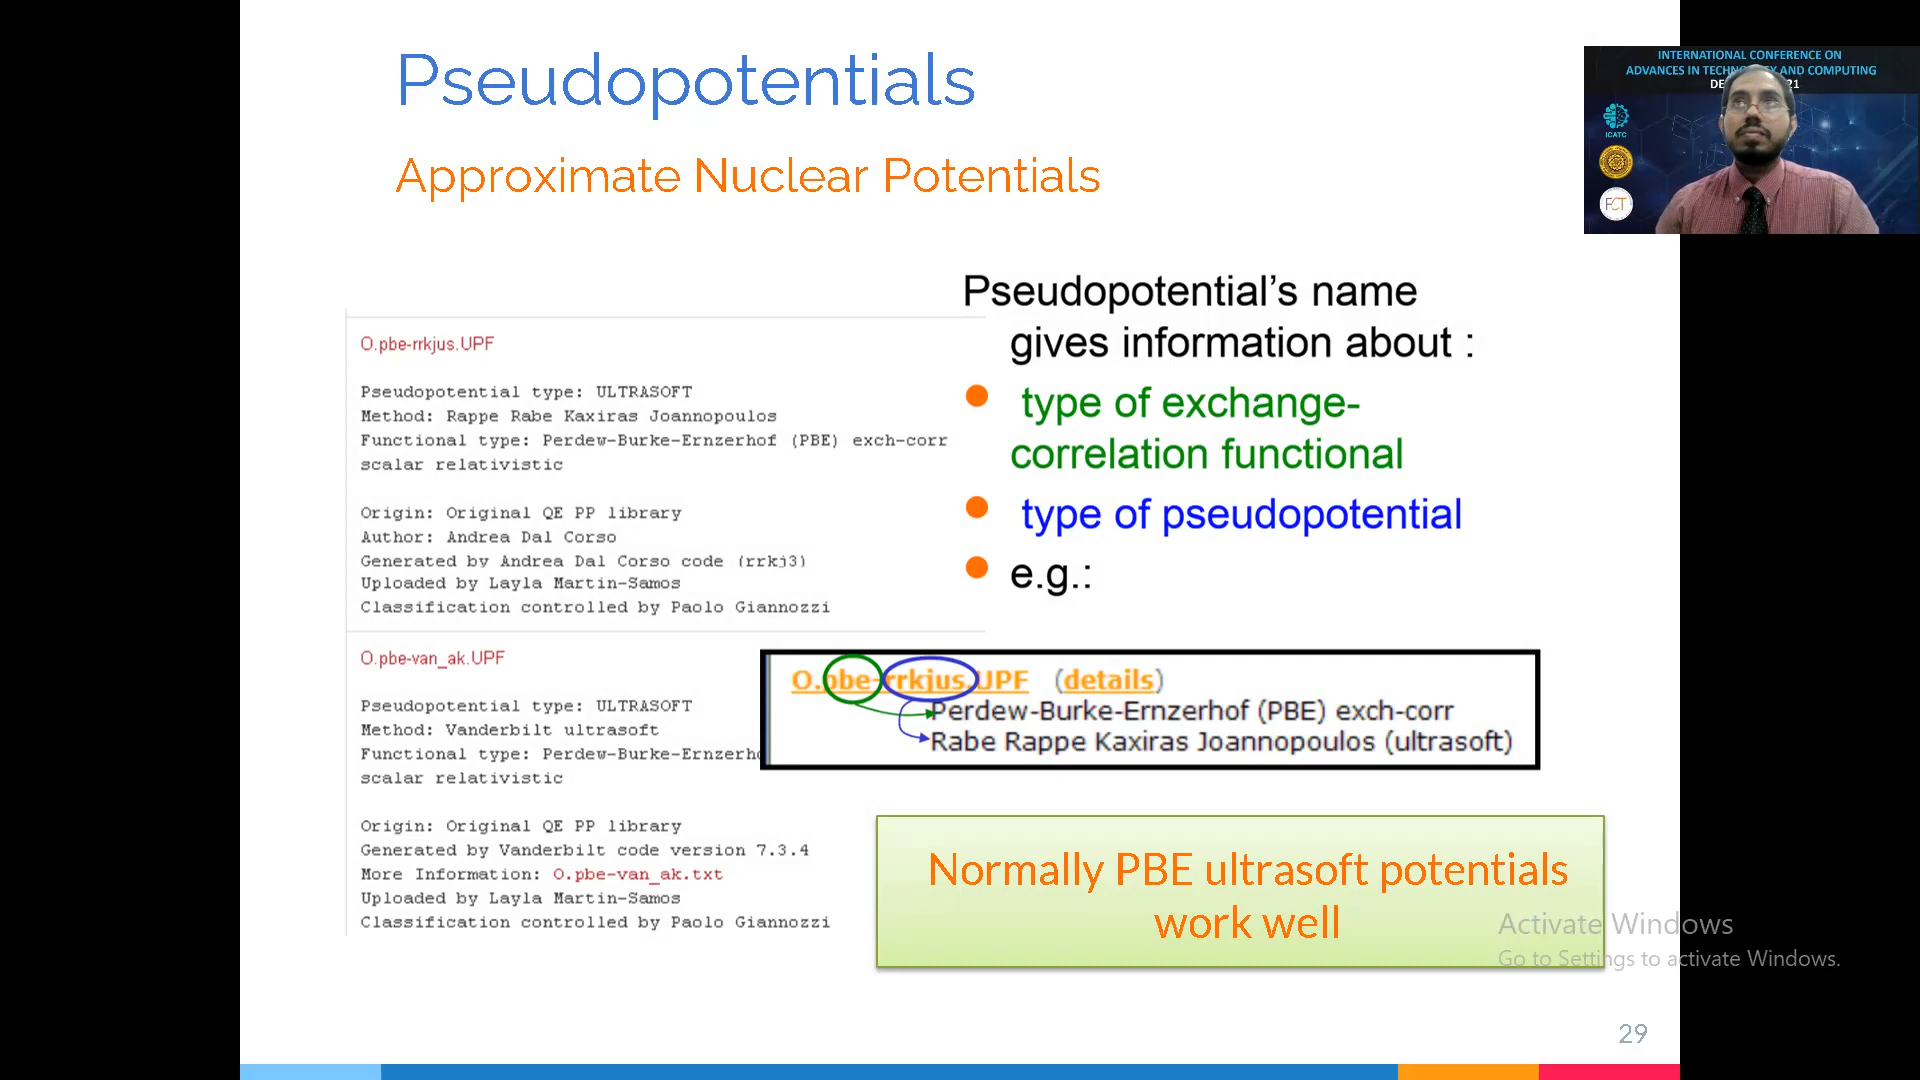 Pseudopotentials
Approximate Nuclear Potentials
INTERNATIONAL CONFERENCE ON
ADVANCES IN AND COMPUTING
ICATC
FCT
O.pbe-rrkjus.UPF
Pseudopotential type: ULTRASOFT
Method: Rappe Rabe Kaxiras Joannopoulos
Functional type: Perdew-Burke-Ernzerhof (PBE) exch-corr
scalar relativistic
Origin: Original QE PP library
Author: Andrea Dal Corso
Generated by Andrea Dal Corso code (rrkj3)
Uploaded by Layla Martin-Samos
Classification controlled by Paolo Giannozzi
O.pbe-van_ak.UPF
Pseudopotential type: ULTRASOFT
Method: Vanderbilt ultrasoft
Functional type:
scalar relativistic
Origin: Original QE PP library
Generated by Vanderbilt code version 7.3.4
More Information: O.pbe-van_ak.txt
Uploaded by Layla Martin-Samos
Classification controlled by Paolo Giannozzi
Pseudopotential’s name
gives information about :
type of exchange-
correlation functional
type of pseudopotential
e.g.:
O.pbe-rrkjus.UPF (details)
Perdew-Burke-Ernzerhof (PBE) exch-corr
Rabe Rappe Kaxiras Joannopoulos (ultrasoft)
Normally PBE ultrasoft potentials
work well
Activate Windows
Go to Settings to activate Windows.
29